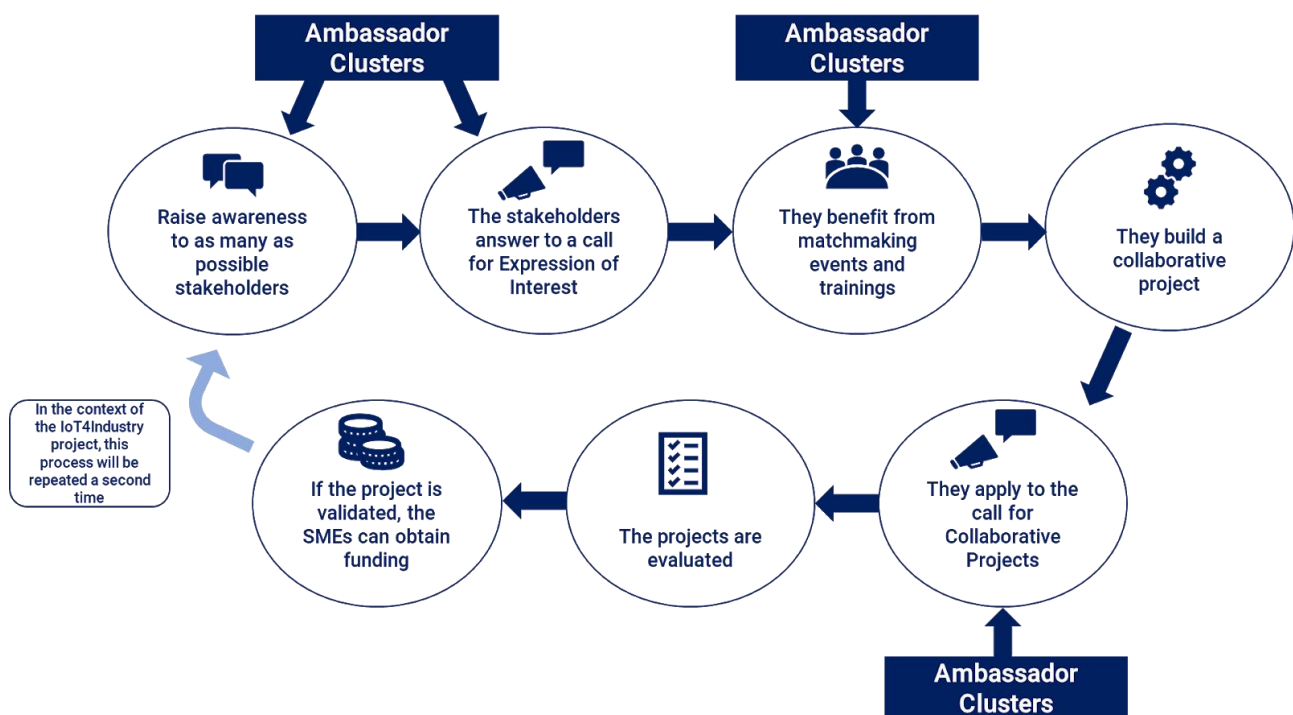 Ambassador
Clusters
Ambassador
Clusters
Raise awareness
to as many as
possible
stakeholders
The stakeholders
answer to a call
for Expression of
Interest
They benefit from
matchmaking
events and
trainings
They build a
collaborative
project
In the context of
the IoT4Industry
project, this
process will be
repeated a second
time
If the project is
validated, the
SMEs can obtain
funding
The projects are
evaluated
They apply to the
call for
Collaborative
Projects
Ambassador
Clusters